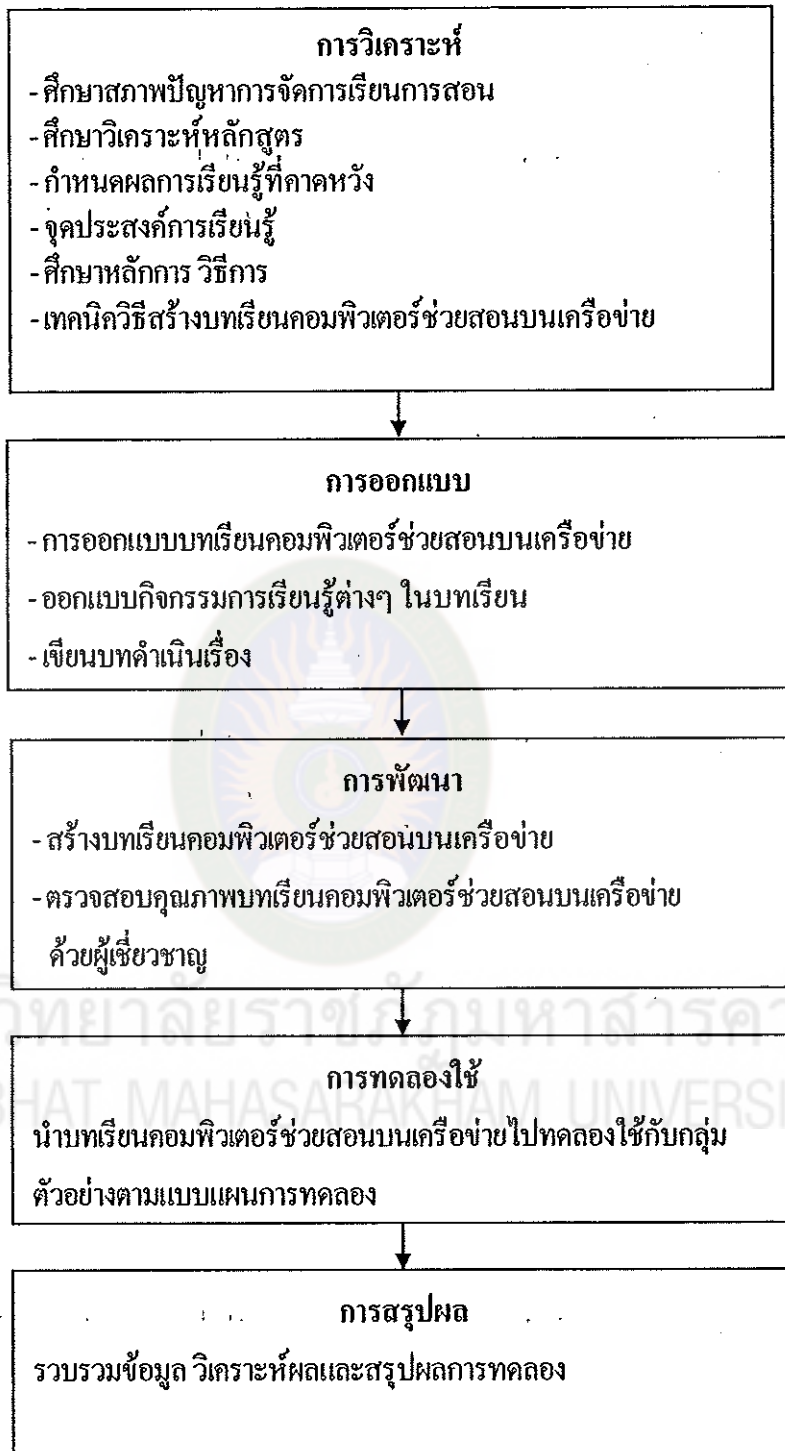 การวิเคราะห์
-ศึกษาสภาพปัญหาการจัดการเรียนการสอน
-ศึกษาวิเคราะห์หลักสูตร
-กำหนดผลการเรียนรู้ที่คาดหวัง
-จุดประสงค์การเรียนรู้
-ศึกษาหลักการ วิธีการ
-เทคนิควิธีสร้างบทเรียนคอมพิวเตอร์ช่วยสอนบนเครือข่าย
การออกแบบ
-การออกแบบบทเรียนคอมพิวเตอร์ช่วยสอนบนเครือข่าย
-ออกแบบกิจกรรมการเรียนรู้ต่างๆ ในบทเรียน
-เขียนบทดำเนินเรื่อง
การพัฒนา
-สร้างบทเรียนคอมพิวเตอร์ช่วยสอนบนเครือข่าย
-ตรวจสอบคุณภาพบทเรียนคอมพิวเตอร์ช่วยสอนบนเครือข่าย
ด้วยผู้เชี่ยวชาญ
วิทยาลัยราชภัฏมหาสารคา
การทดลองใช้
BHAT MAHASARAKHAM UNIVERSI
นำบทเรียนคอมพิวเตอร์ช่วยสอนบนเครือข่ายไปทดลองใช้กับกลุ่ม
ตัวอย่างตามแบบแผนการทดลอง
การสรุปผล
รวบรวมข้อมูล วิเคราะห์ผลและสรุปผลการทดลอง